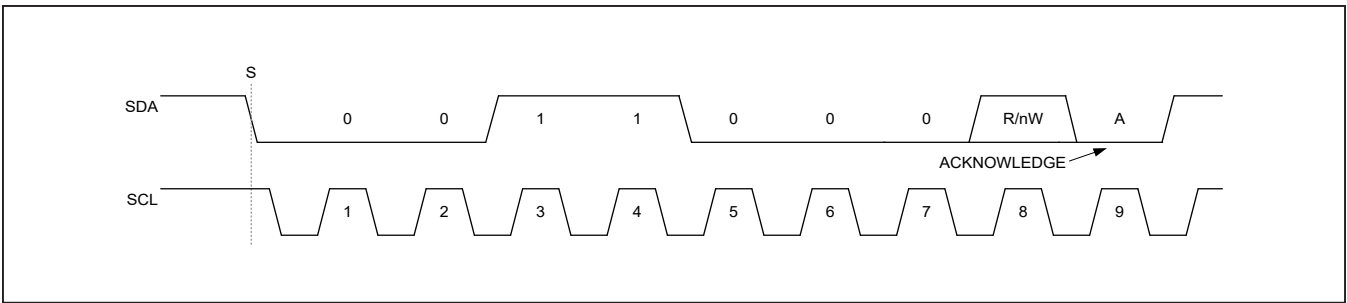 S
SDA 0 0 1 1 0 0 0 R/nW A
ACKNOWLEDGE
SCL 1 2 3 4 5 6 7 8 9